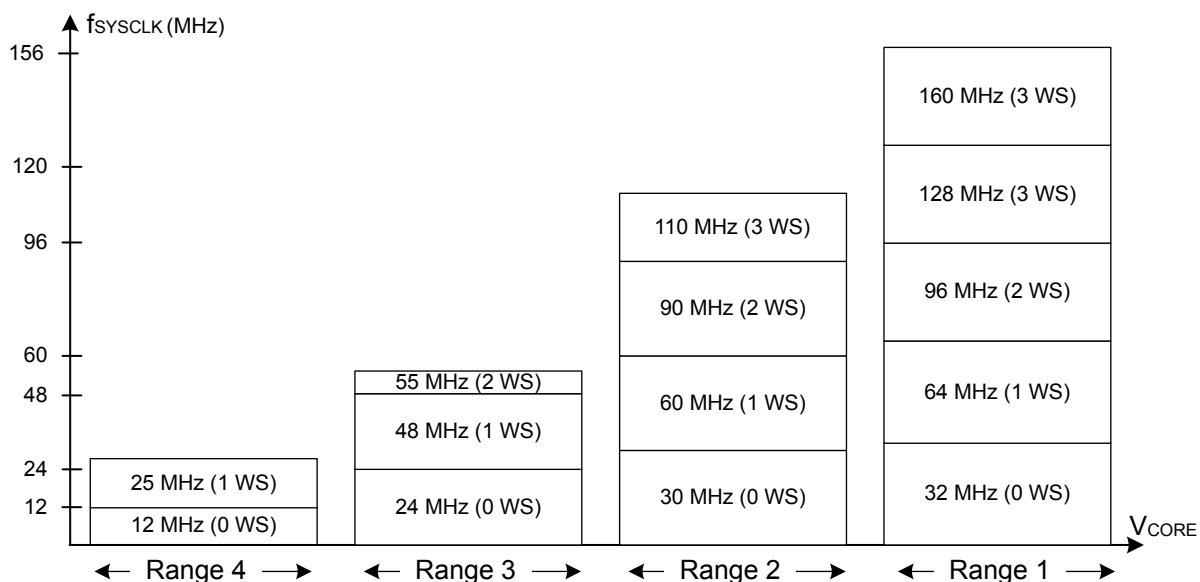 fSYSCLK (MHz)
156
120
96
60
48
24
12
25 MHz (1 WS)
12 MHz (0 WS)
55 MHz (2 WS)
48 MHz (1 WS)
24 MHz (0 WS)
110 MHz (3 WS)
90 MHz (2 WS)
60 MHz (1 WS)
30 MHz (0 WS)
160 MHz (3 WS)
128 MHz (3 WS)
96 MHz (2 WS)
64 MHz (1 WS)
32 MHz (0 WS)
VCORE
Range 4
Range 3
Range 2
Range 1